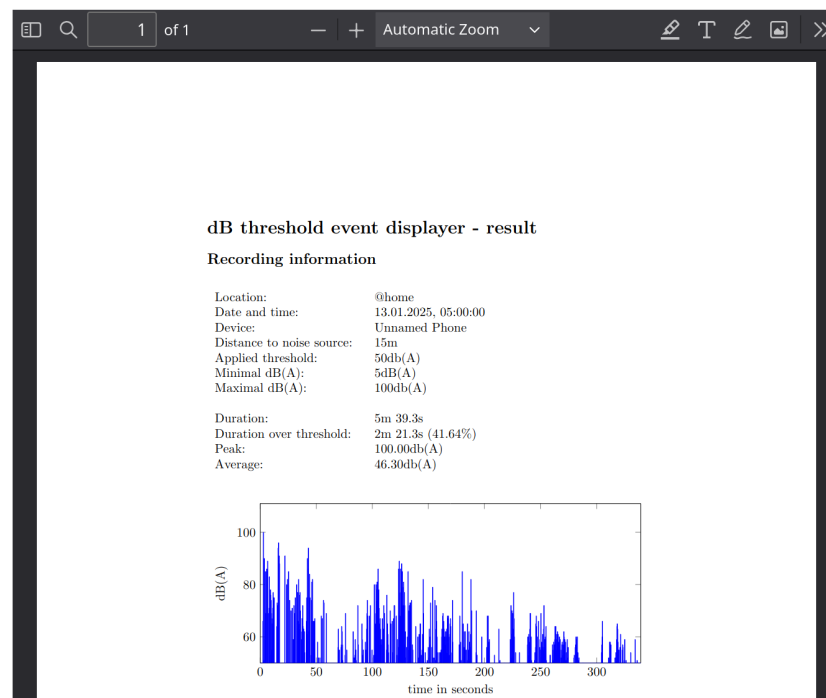 1 of 1 Automatic Zoom
dB threshold event displayer - result
Recording information
Location: @home
Date and time: 13.01.2025, 05:00:00
Device: Unnamed Phone
Distance to noise source: 15m
Applied threshold: 50db(A)
Minimal dB(A): 5dB(A)
Maximal dB(A): 100db(A)
Duration: 5m 39.3s
Duration over threshold: 2m 21.3s (41.64%)
Peak: 100.00db(A)
Average: 46.30db(A)
100
80
60
dB(A)
0 50 100 150 200 250 300
time in seconds